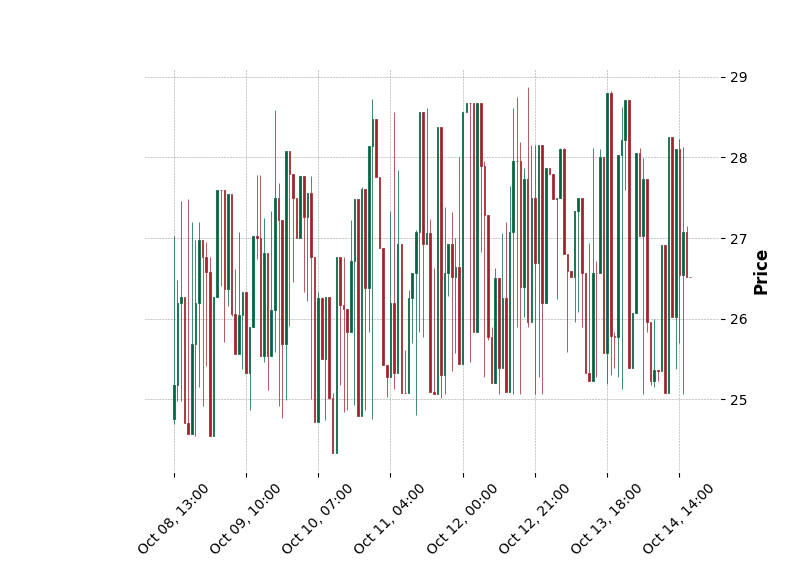 29
28
27
26
25
Price
Oct 08, 13:00
Oct 09, 10:00
Oct 10, 07:00
Oct 11, 04:00
Oct 12, 00:00
Oct 12, 21:00
Oct 13, 18:00
Oct 14, 14:00